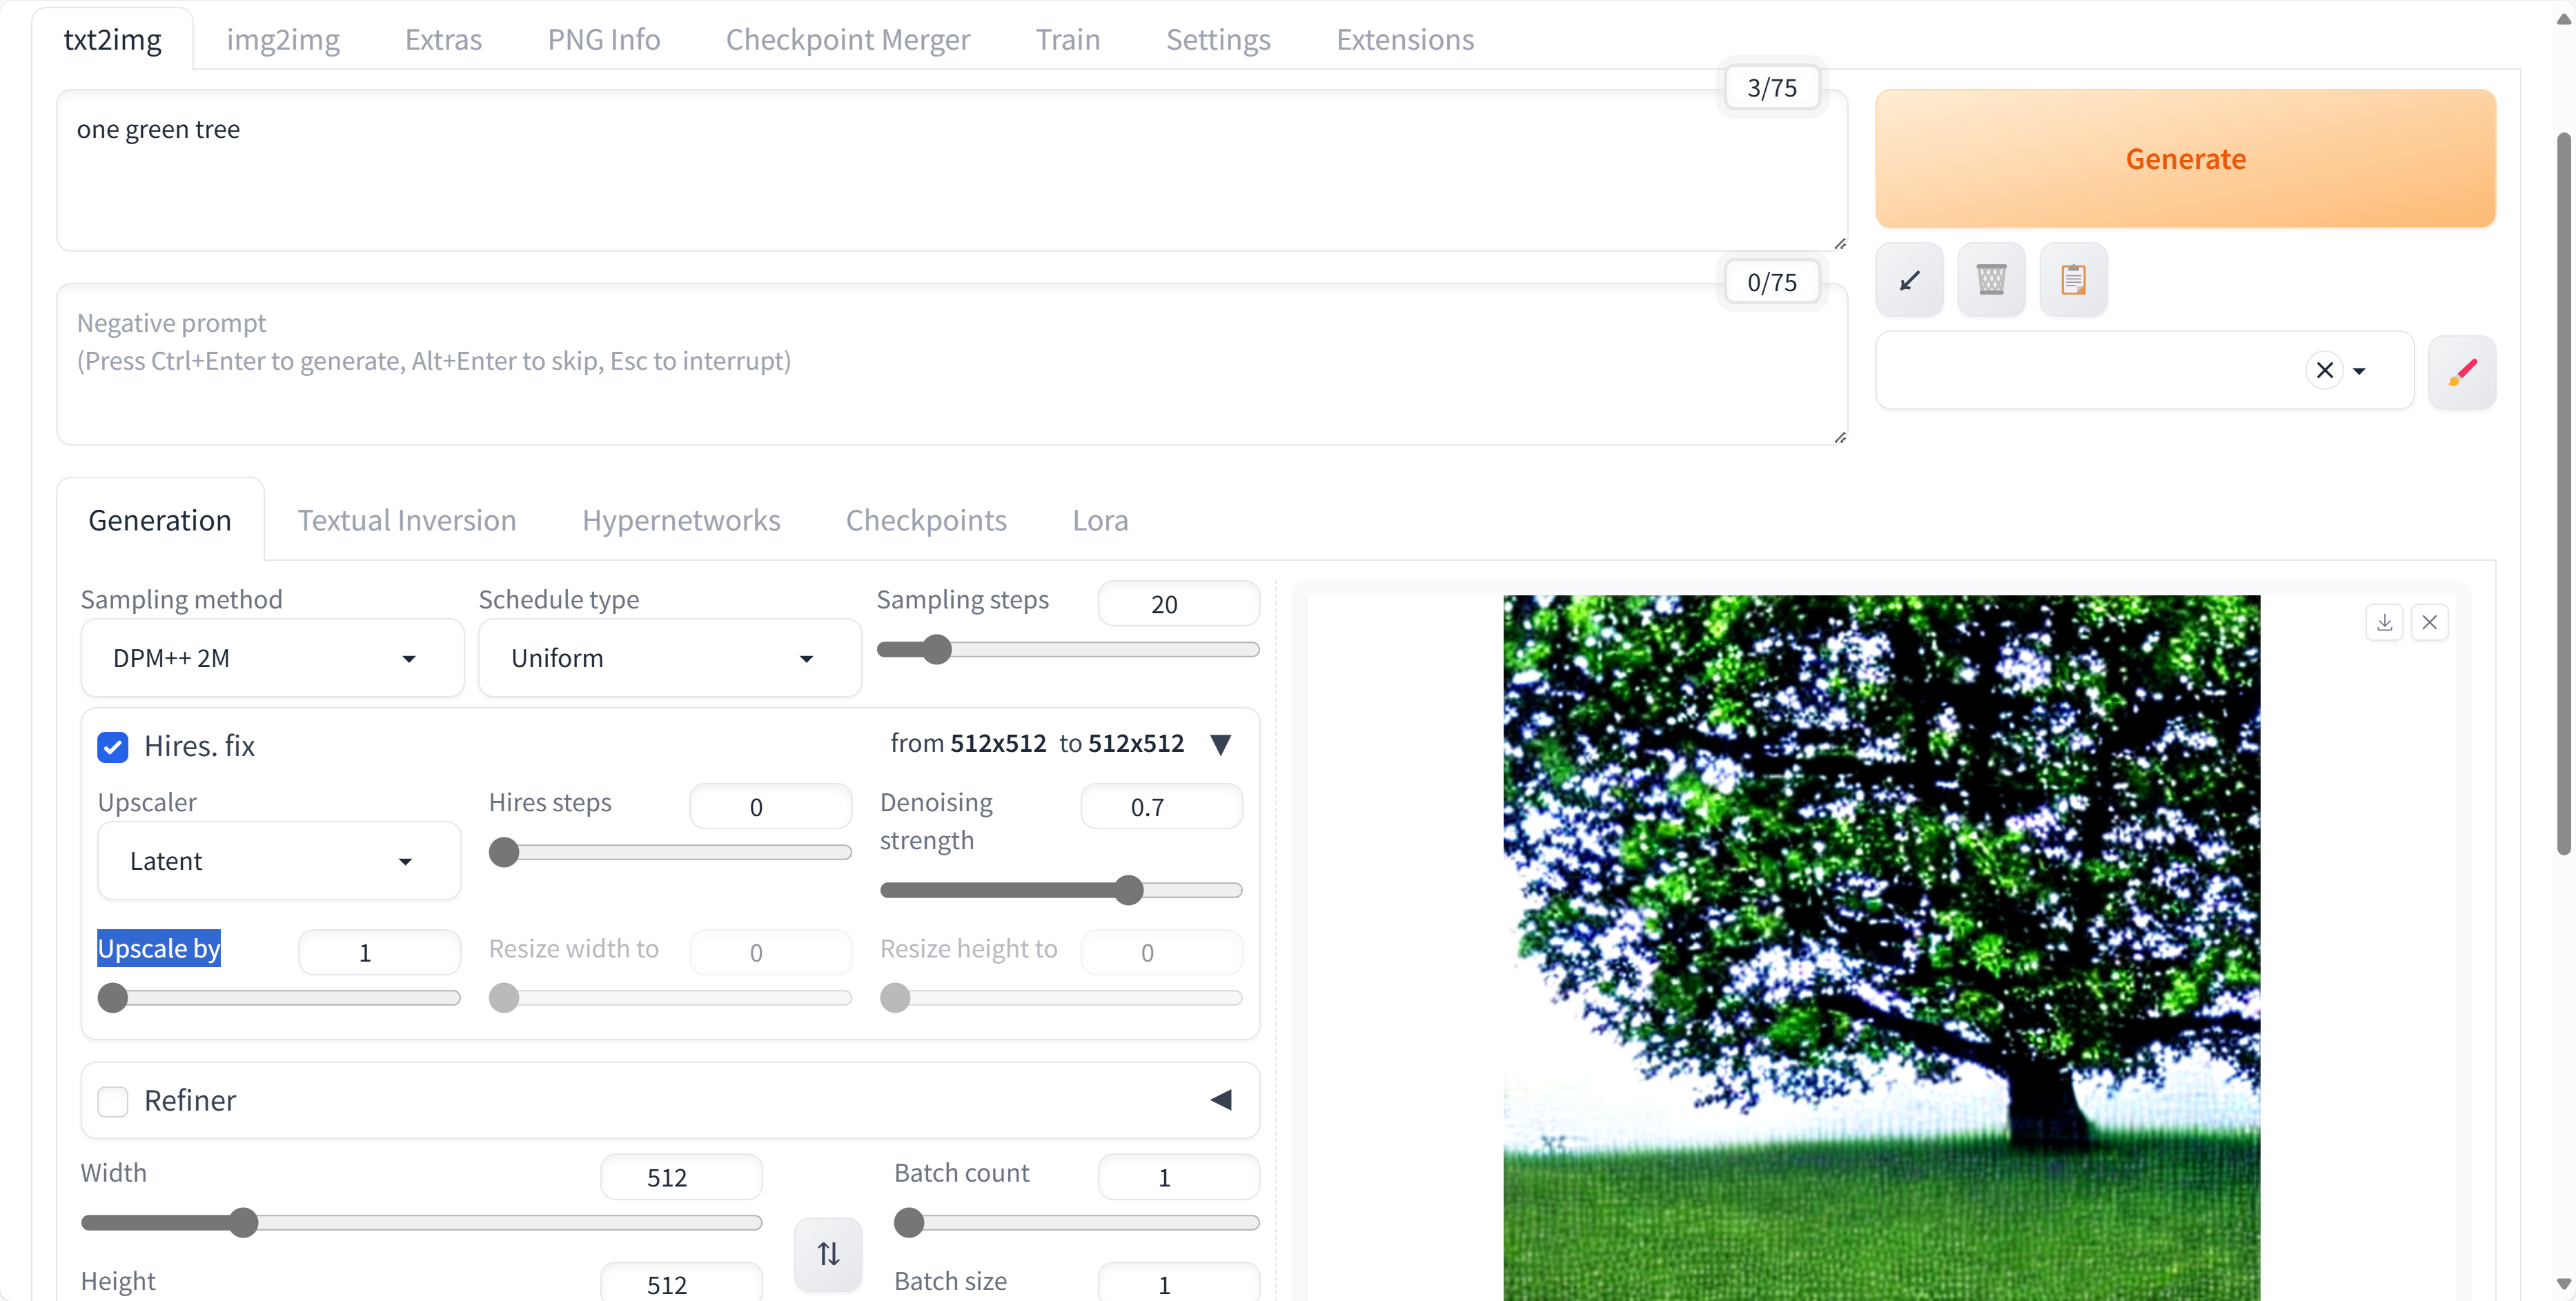 txt2img img2img Extras PNG Info Checkpoint Merger Train Settings Extensions
3/75
one green tree
Generate
0/75
Negative prompt
(Press Ctrl+Enter to generate, Alt+Enter to skip, Esc to interrupt)
Generation Textual Inversion Hypernetworks Checkpoints Lora
Sampling method Schedule type Sampling steps 20
DPM++ 2M Uniform
Hires. fix from 512x512 to 512x512
Upscaler Hires steps 0 Denoising strength 0.7
Latent
Upscale by 1 Resize width to 0 Resize height to 0
Refiner
Width 512 Batch count 1
Height 512 Batch size 1